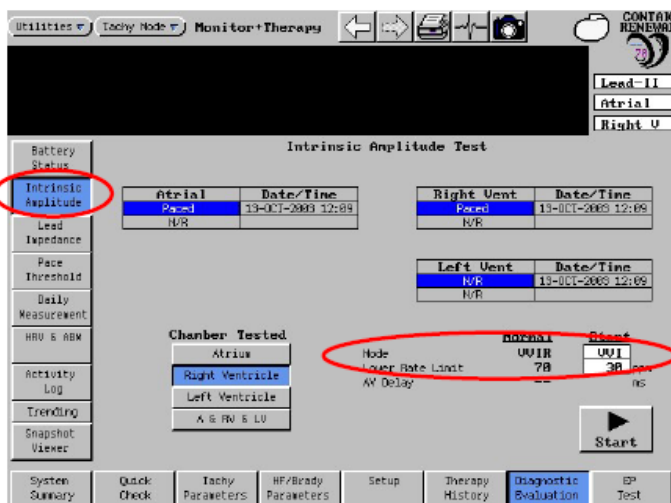 Utilities Tachy Mode Monitor+Therapy
CONTAK
RENEWAL
Lead-II
Atrial
Right V
Intrinsic Amplitude Test
Battery
Status
Intrinsic
Amplitude
Lead
Impedance
Pace
Threshold
Daily
Measurement
HRV & ABM
Activity
Log
Trending
Snapshot
Viewer
Atrial Date/Time
Paced 13-OCT-2003 12:09
N/R
Right Vent Date/Time
Paced 13-OCT-2003 12:09
N/R
Left Vent Date/Time
N/R 13-OCT-2003 12:09
N/R
Chamber Tested
Atrium
Right Ventricle
Left Ventricle
A & RV & LV
Normal
Mode VVIR VVI
Lower Rate Limit 70 30 ppm
AV Delay -- ms
Start
System
Summary
Quick
Check
Tachy
Parameters
HF/Brady
Parameters
Setup
Therapy
History
Diagnostic
Evaluation
EP
Test